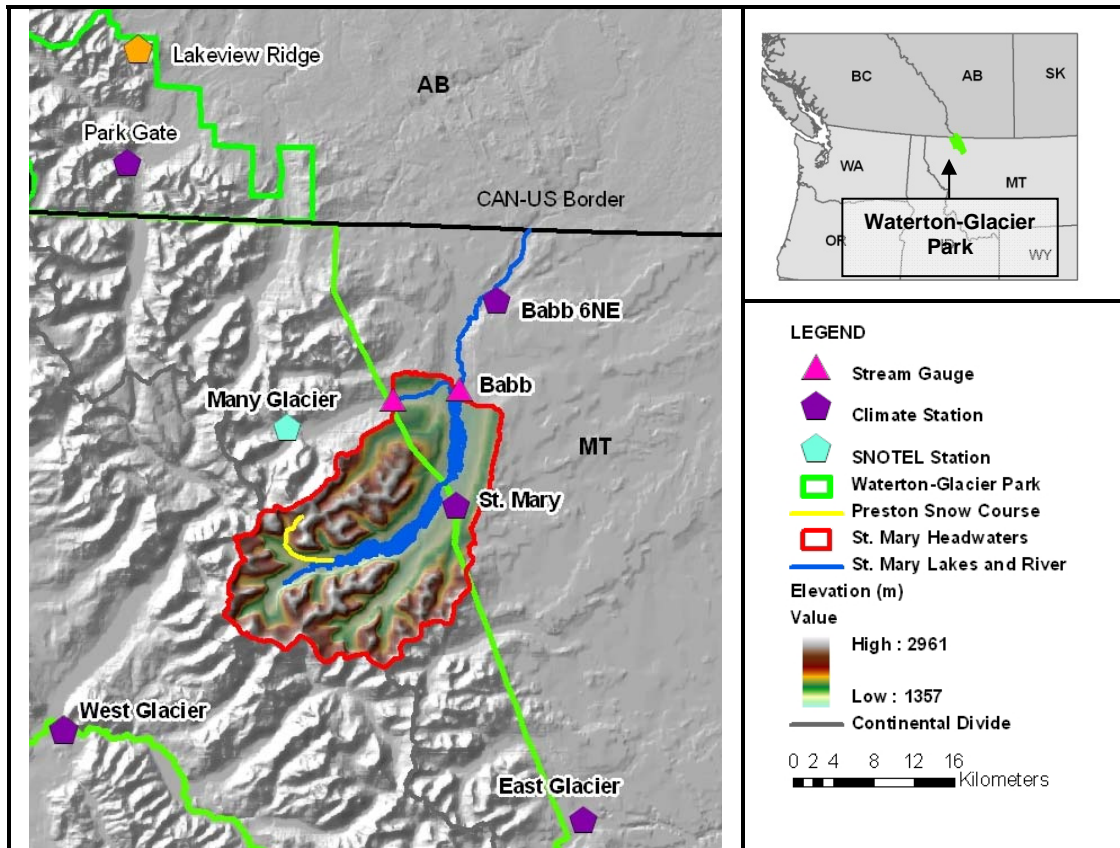 Lakeview Ridge
AB
Park Gate
CAN-US Border
Babb 6NE
Babb
Many Glacier
MT
St. Mary
West Glacier
East Glacier
BC
AB
SK
WA
MT
OR
WY
Waterton-Glacier
Park
LEGEND
Stream Gauge
Climate Station
SNOTEL Station
Waterton-Glacier Park
Preston Snow Course
St. Mary Headwaters
St. Mary Lakes and River
Elevation (m)
Value
High : 2961
Low : 1357
Continental Divide
0 2 4 8 12 16
Kilometers